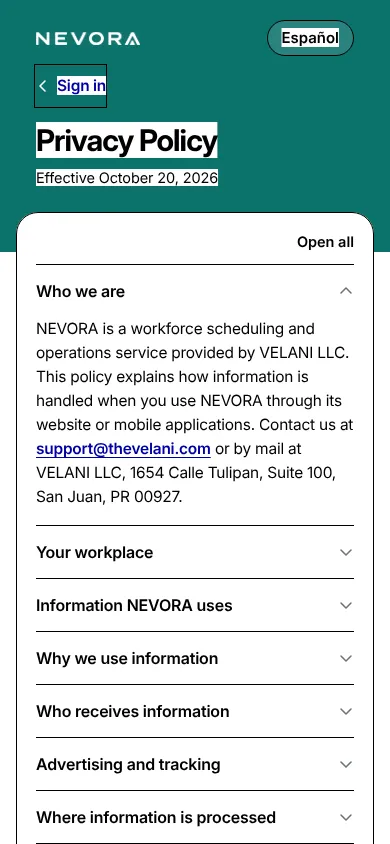 NEVORA
Español
Sign in
Privacy Policy
Effective October 20, 2026
Open all
Who we are
NEVORA is a workforce scheduling and
operations service provided by VELANI LLC.
This policy explains how information is
handled when you use NEVORA through its
website or mobile applications. Contact us at
support@thevelani.com or by mail at
VELANI LLC, 1654 Calle Tulipan, Suite 100,
San Juan, PR 00927.
Your workplace
Information NEVORA uses
Why we use information
Who receives information
Advertising and tracking
Where information is processed